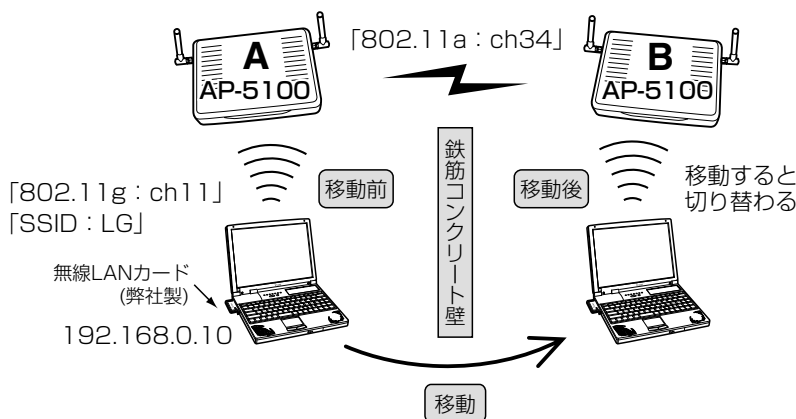 A
AP-5100
「802.11a：ch34」
B
AP-5100
「802.11g：ch11」
「SSID：LG」
移動前
鉄筋コンクリート壁
移動後
移動すると
切り替わる
無線LANカード
(弊社製)
192.168.0.10
移動